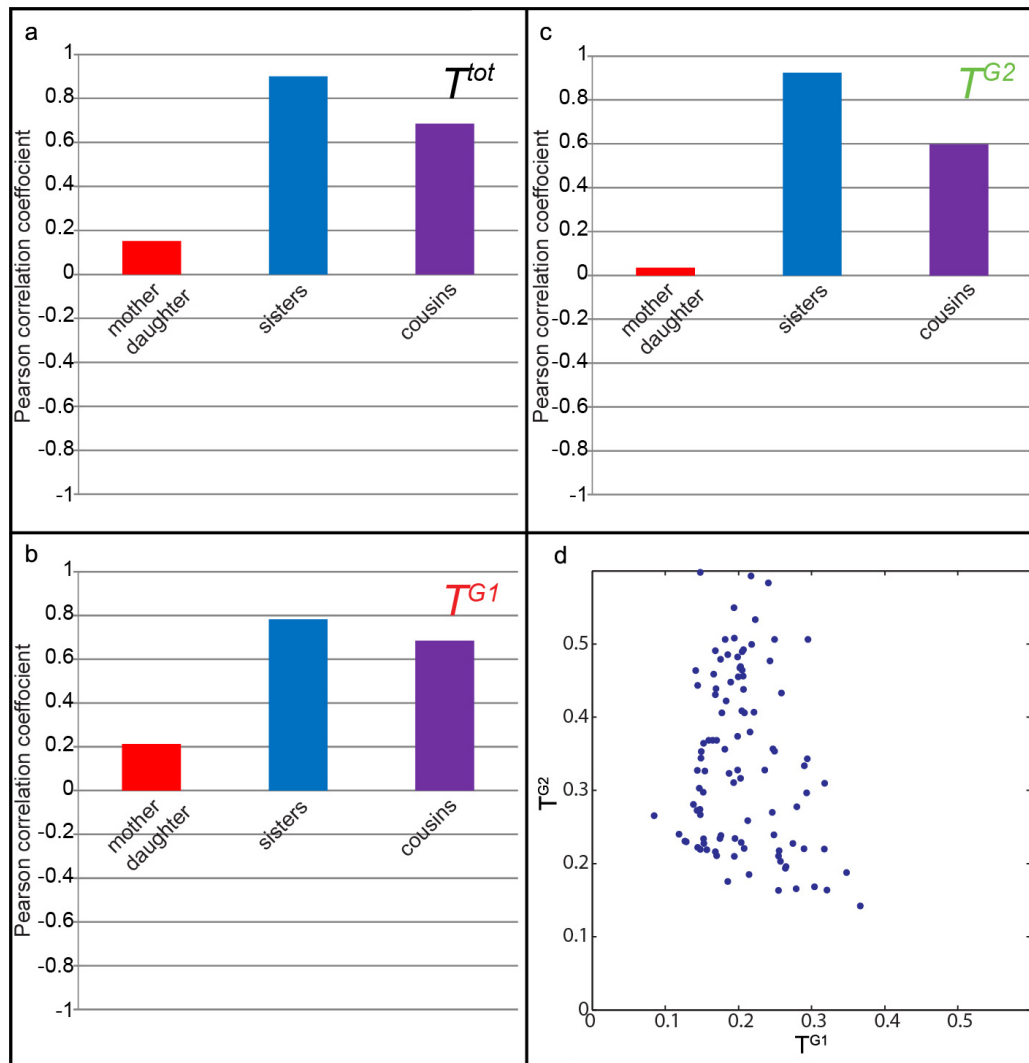 a
T^tot
Pearson correlation coeffocient
1
0.8
0.6
0.4
0.2
0
-0.2
-0.4
-0.6
-0.8
-1
mother
daughter
sisters
cousins
c
T^G2
Pearson correlation coeffocient
1
0.8
0.6
0.4
0.2
0
-0.2
-0.4
-0.6
-0.8
-1
mother
daughter
sisters
cousins
b
T^G1
Pearson correlation coeffocient
1
0.8
0.6
0.4
0.2
0
-0.2
-0.4
-0.6
-0.8
-1
mother
daughter
sisters
cousins
d
T^G2
0.5
0.4
0.3
0.2
0.1
0
0 0.1 0.2 0.3 0.4 0.5
T^G1